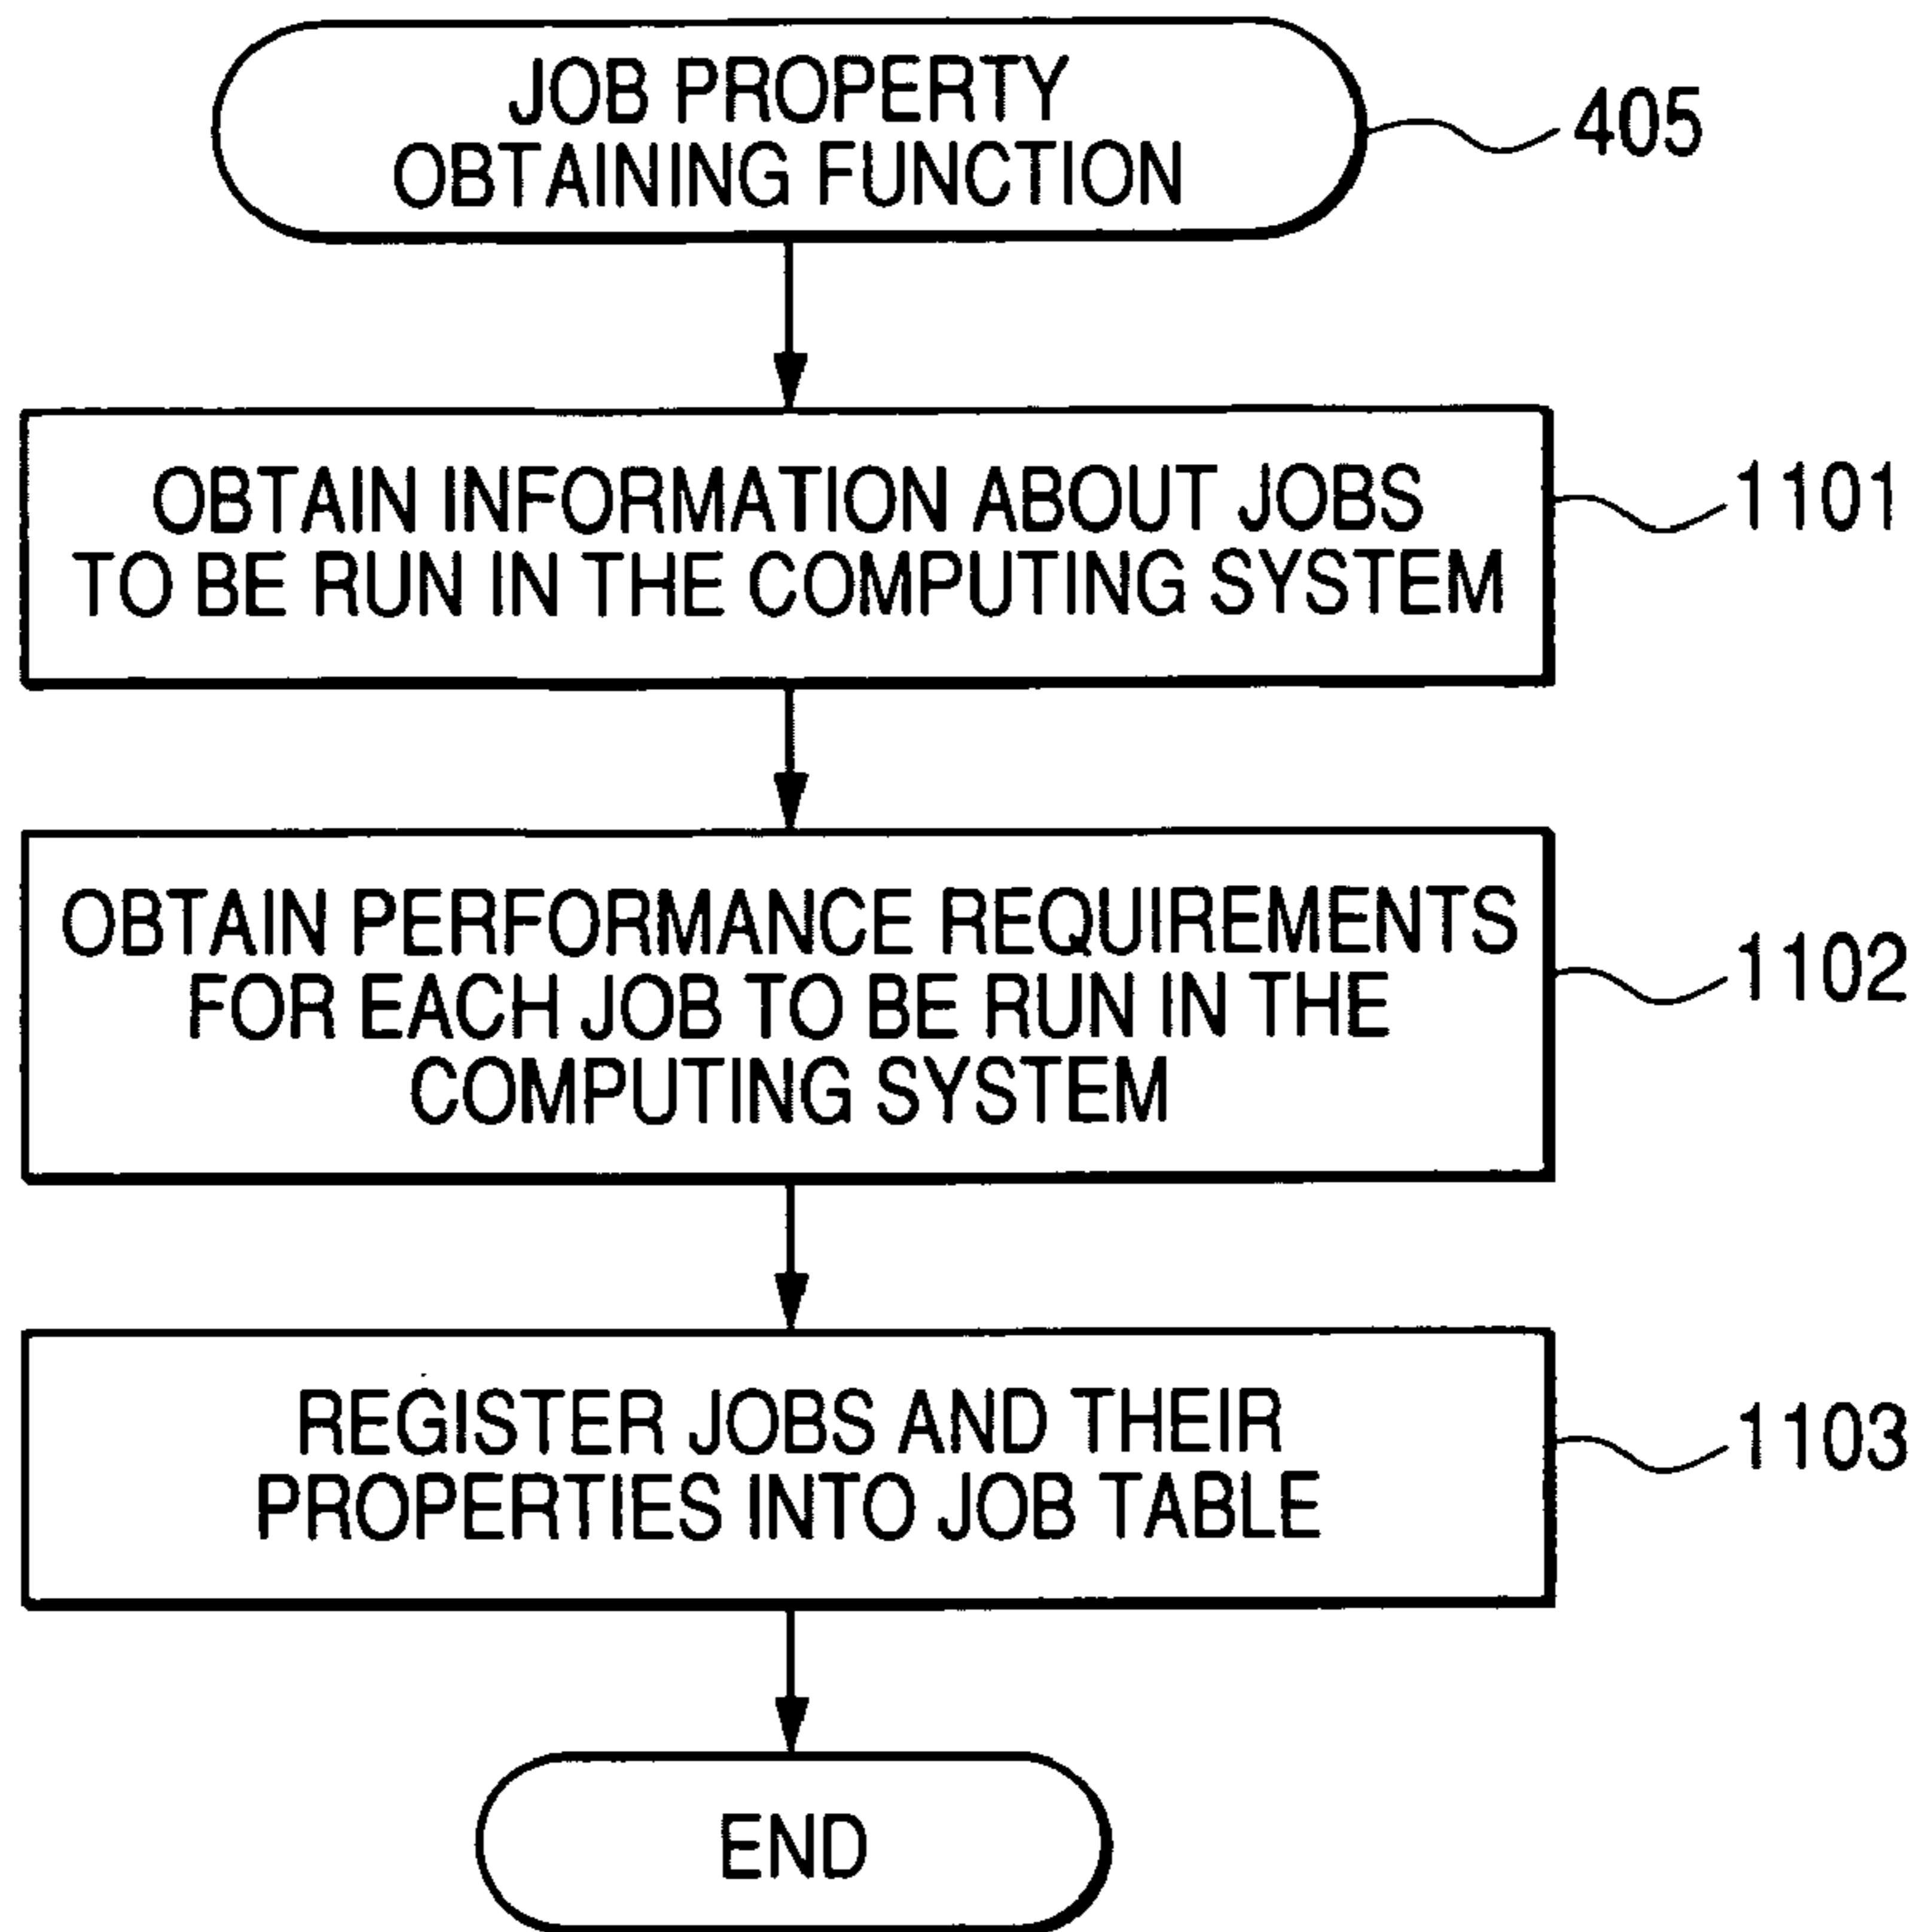 JOB PROPERTY
OBTAINING FUNCTION
405
OBTAIN INFORMATION ABOUT JOBS
TO BE RUN IN THE COMPUTING SYSTEM
1101
OBTAIN PERFORMANCE REQUIREMENTS
FOR EACH JOB TO BE RUN IN THE
COMPUTING SYSTEM
1102
REGISTER JOBS AND THEIR
PROPERTIES INTO JOB TABLE
1103
END